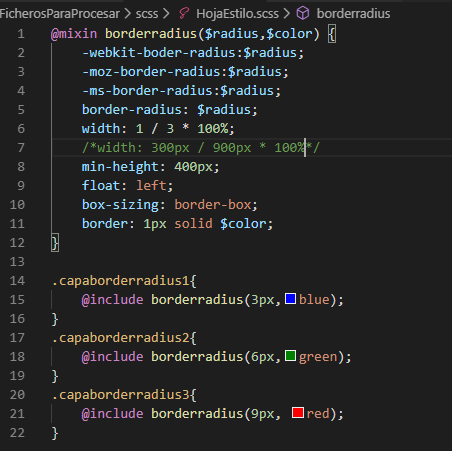 FicherosParaProcesar > scss > HojaEstilo.scss > borderradius
1 @mixin borderradius($radius,$color) {
2 -webkit-boder-radius:$radius;
3 -moz-border-radius:$radius;
4 -ms-border-radius:$radius;
5 border-radius: $radius;
6 width: 1 / 3 * 100%;
7 /*width: 300px / 900px * 100%*/
8 min-height: 400px;
9 float: left;
10 box-sizing: border-box;
11 border: 1px solid $color;
12 }
13
14 .capaborderradius1{
15 @include borderradius(3px,blue);
16 }
17 .capaborderradius2{
18 @include borderradius(6px,green);
19 }
20 .capaborderradius3{
21 @include borderradius(9px, red);
22 }